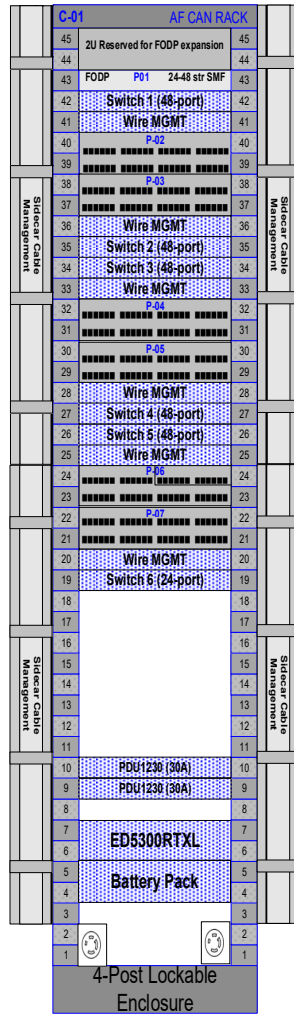 C-01 AF CAN RACK
45 2U Reserved for FODP expansion 45
44 44
43 FODP P01 24-48 str SMF 43
42 Switch 1 (48-port) 42
41 Wire MGMT 41
40 P-02 40
39 39
38 P-03 38
37 37
36 Wire MGMT 36
35 Switch 2 (48-port) 35
34 Switch 3 (48-port) 34
33 Wire MGMT 33
32 P-04 32
31 31
30 P-05 30
29 29
28 Wire MGMT 28
27 Switch 4 (48-port) 27
26 Switch 5 (48-port) 26
25 Wire MGMT 25
24 P-06 24
23 23
22 P-07 22
21 21
20 Wire MGMT 20
19 Switch 6 (24-port) 19
18 18
17 17
16 16
15 15
14 14
13 13
12 12
11 11
10 PDU1230 (30A) 10
9 PDU1230 (30A) 9
8 8
7 ED5300RTXL 7
6 6
5 Battery Pack 5
4 4
3 3
2 2
1 1
4-Post Lockable
Enclosure
Sidecar Cable
Management
Sidecar Cable
Management
Sidecar Cable
Management
Sidecar Cable
Management